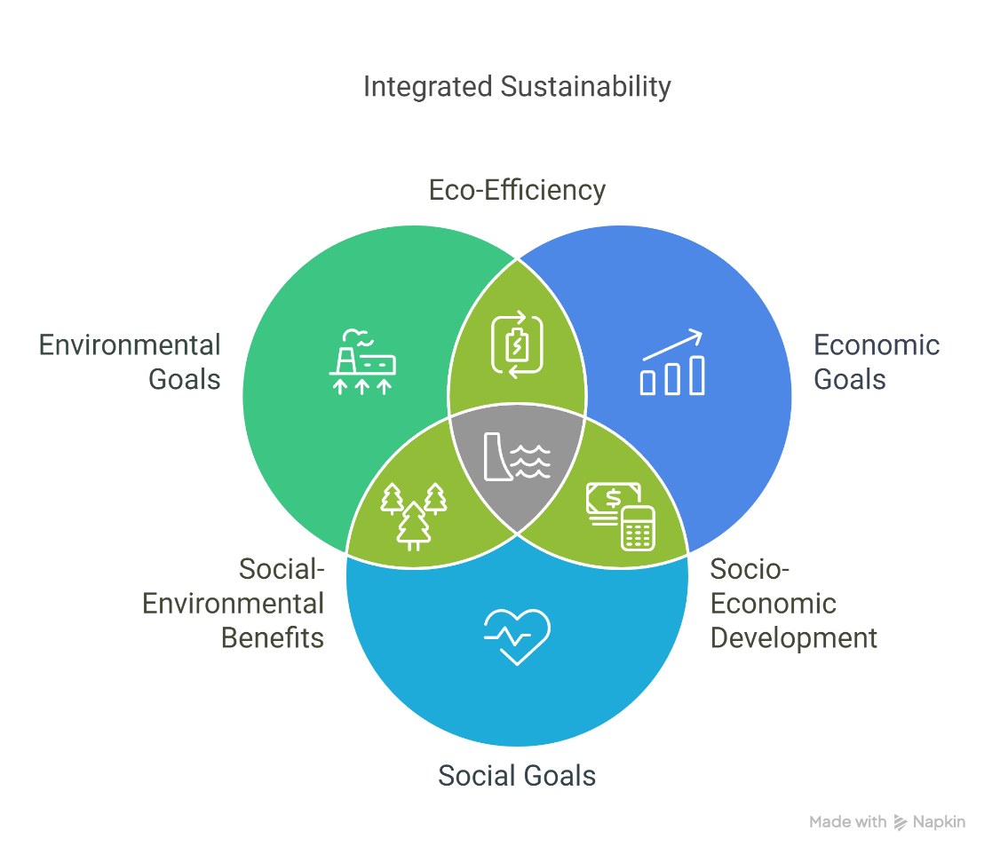 Integrated Sustainability
Eco-Efficiency
Environmental
Goals
Economic
Goals
$
Social-
Environmental
Benefits
Socio-
Economic
Development
Social Goals
Made with Napkin